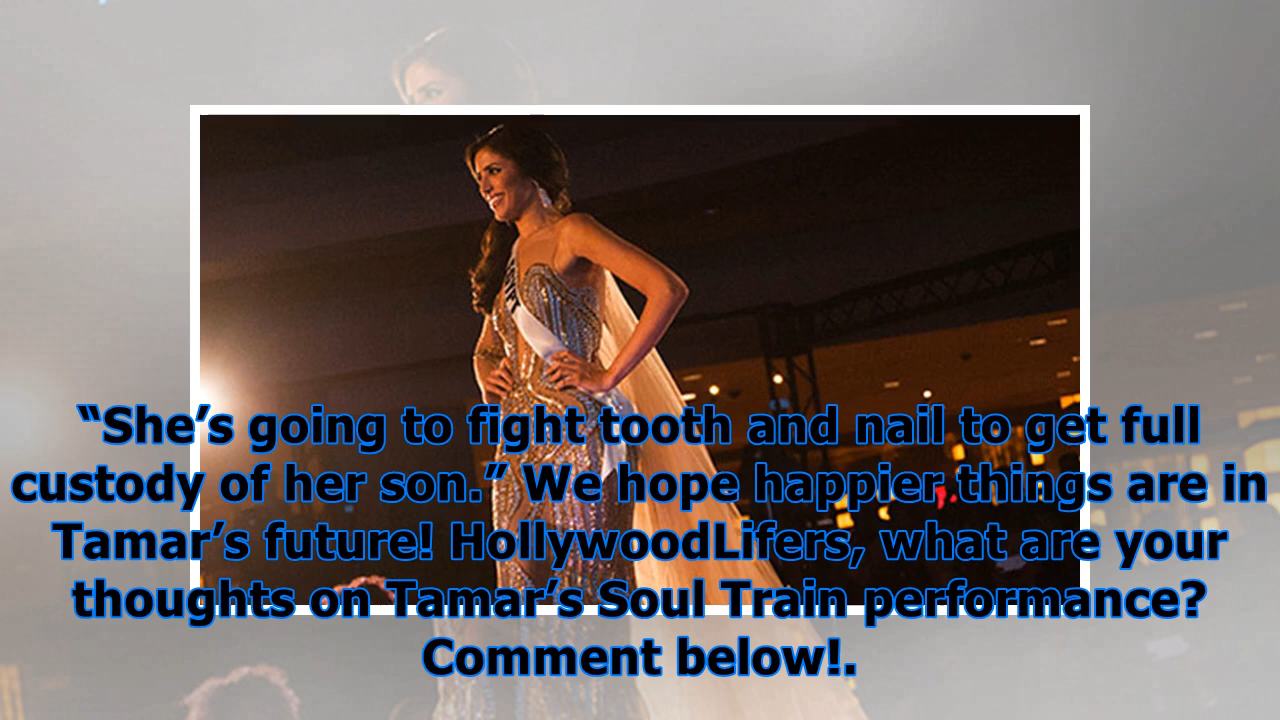 “She’s going to fight tooth and nail to get full
custody of her son.” We hope happier things are in
Tamar’s future! HollywoodLifers, what are your
thoughts on Tamar’s Soul Train performance?
Comment below!.